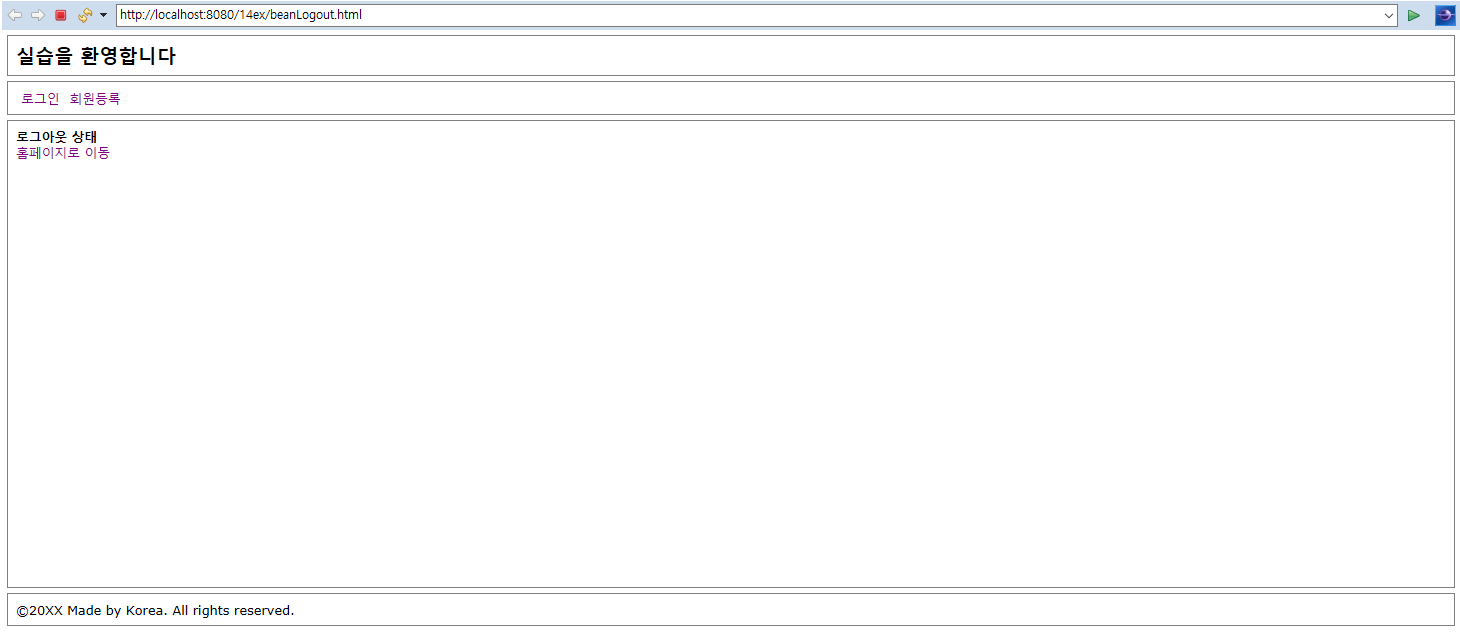 http://localhost:8080/14ex/beanLogout.html
실습을 환영합니다
로그인 회원등록
로그아웃 상태
홈페이지로 이동
©20XX Made by Korea. All rights reserved.